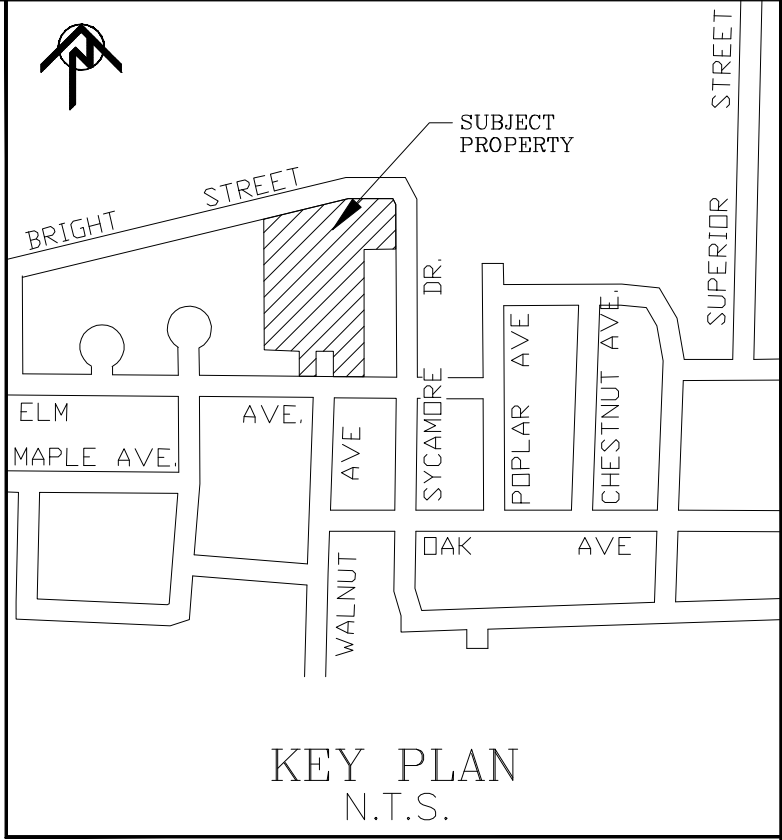 N
SUBJECT
PROPERTY
BRIGHT STREET
SUPERIOR STREET
SYCAMORE DR.
POPLAR AVE
CHESTNUT AVE.
ELM AVE.
MAPLE AVE.
WALNUT AVE
OAK AVE
KEY PLAN
N.T.S.